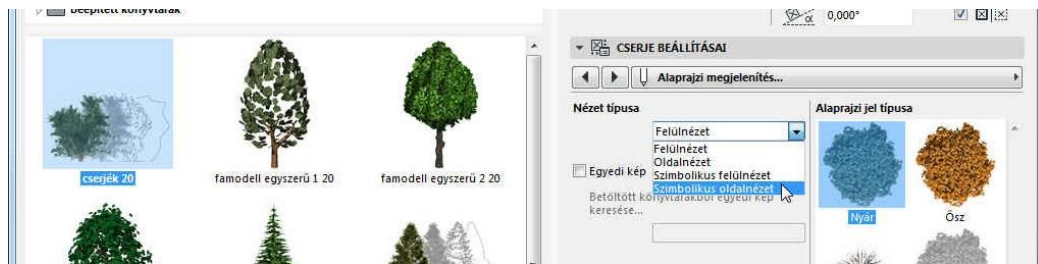 Beépített könyvtárak
cserjék 20
famodell egyszerű 1 20
famodell egyszerű 2 20
α 0,000°
CSERJE BEÁLLÍTÁSAI
Alaprajzi megjelenítés...
Nézet típusa
Felülnézet
Felülnézet
Oldalnézet
Szimbolikus felülnézet
Szimbolikus oldalnézet
Egyedi kép
Betöltött könyvtárakból egyedi kép
keresése...
Alaprajzi jel típusa
Nyár
Ősz